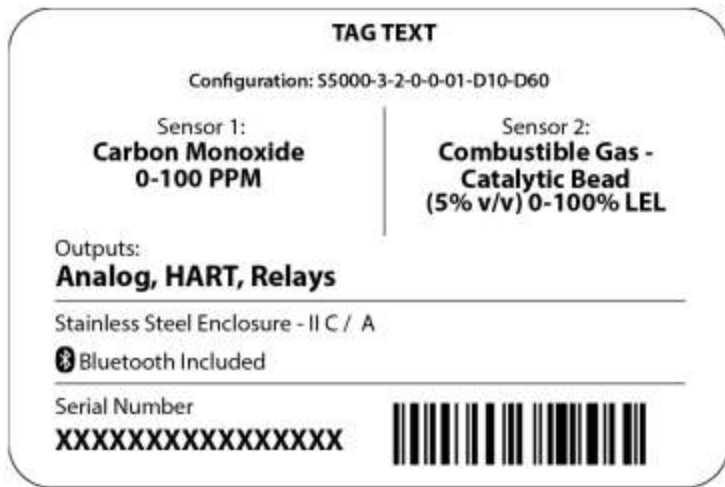 TAG TEXT
Configuration: S5000-3-2-0-0-01-D10-D60
Sensor 1:
Carbon Monoxide
0-100 PPM
Sensor 2:
Combustible Gas -
Catalytic Bead
(5% v/v) 0-100% LEL
Outputs:
Analog, HART, Relays
Stainless Steel Enclosure - II C / A
Bluetooth Included
Serial Number
XXXXXXXXXXXXXXXX